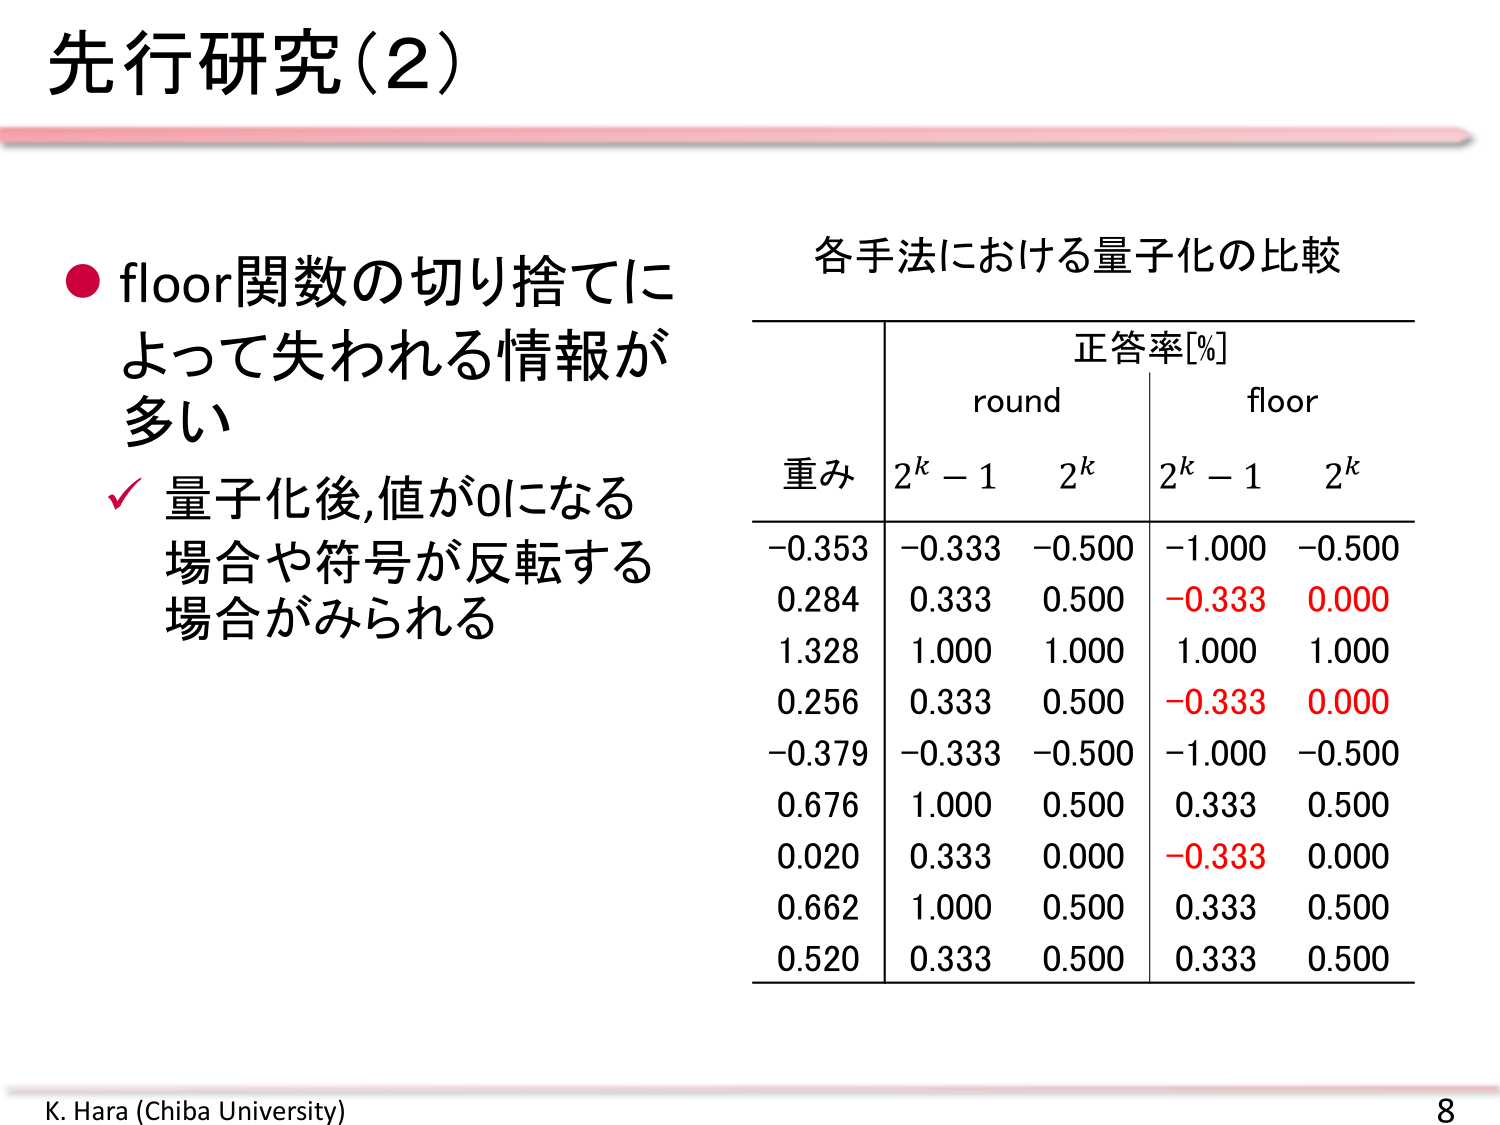 先行研究(2)
● floor関数の切り捨てに
よって失われる情報が
多い
✓ 量子化後,値が0になる
場合や符号が反転する
場合がみられる
各手法における量子化の比較
正答率[%]
round floor
重み 2^k − 1 2^k 2^k − 1 2^k
−0.353 −0.333 −0.500 −1.000 −0.500
0.284 0.333 0.500 −0.333 0.000
1.328 1.000 1.000 1.000 1.000
0.256 0.333 0.500 −0.333 0.000
−0.379 −0.333 −0.500 −1.000 −0.500
0.676 1.000 0.500 0.333 0.500
0.020 0.333 0.000 −0.333 0.000
0.662 1.000 0.500 0.333 0.500
0.520 0.333 0.500 0.333 0.500
K. Hara (Chiba University) 8